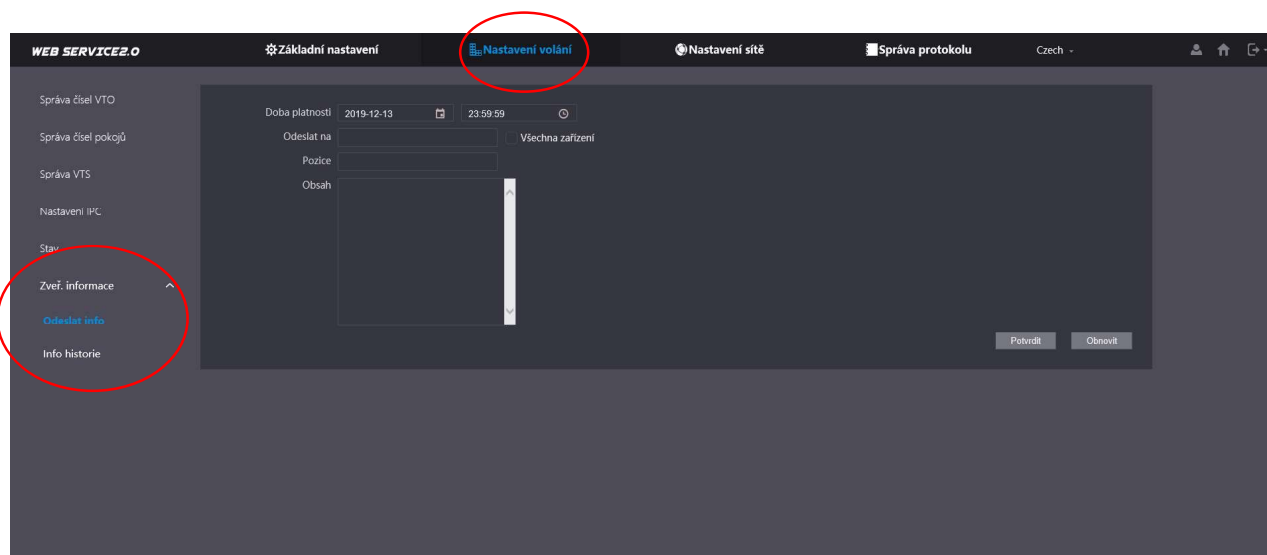 WEB SERVICE2.0 Základní nastavení Nastavení volání Nastavení sítě Správa protokolu Czech
Správa čísel VTO
Správa čísel pokojů
Správa VTS
Nastavení IPC
Stav
Zveř. informace
Odeslat info
Info historie
Doba platnosti 2019-12-13 23:59:59
Odeslat na Všechna zařízení
Pozice
Obsah
Potvrdit Obnovit